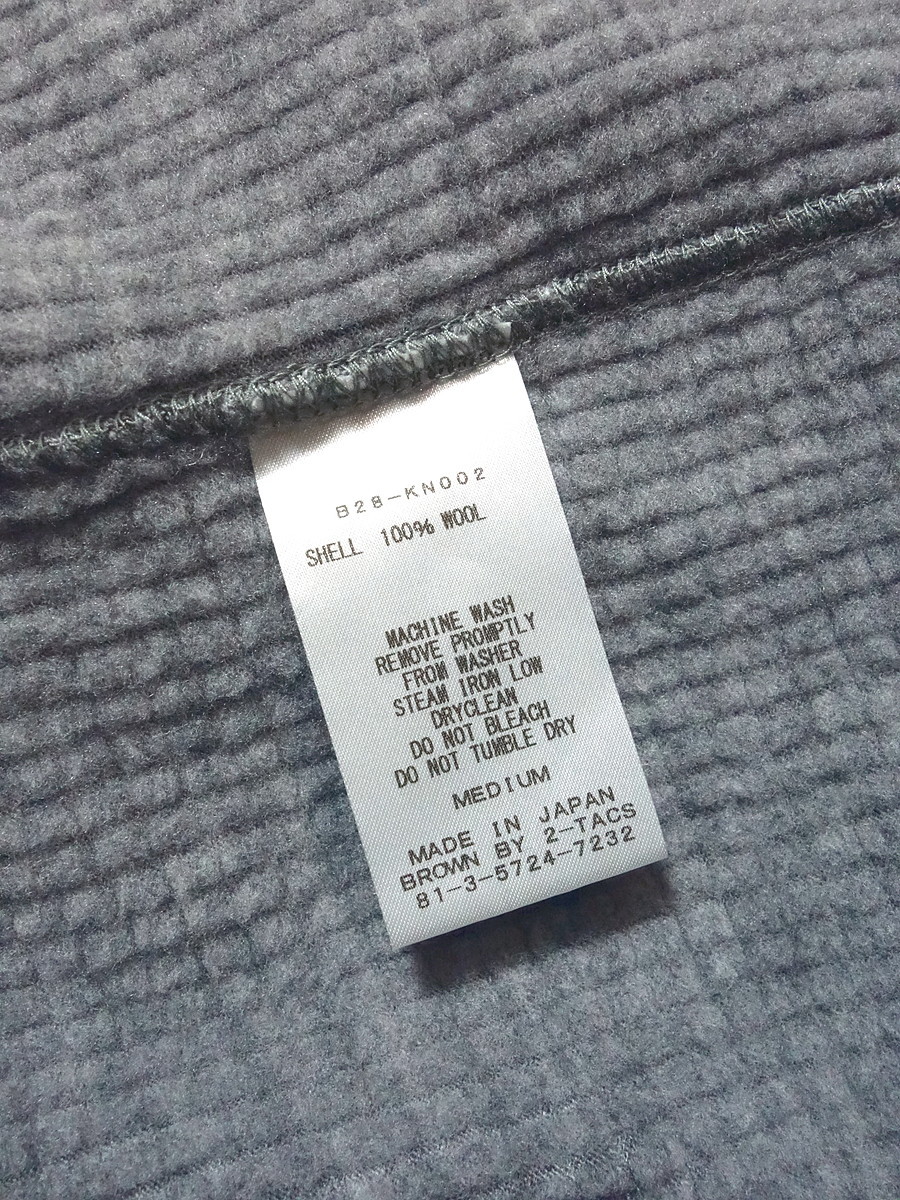 B28-KN002
SHELL 100% WOOL
MACHINE WASH
REMOVE PROMPTLY
FROM WASHER
STEAM IRON LOW
DRYCLEAN
DO NOT BLEACH
DO NOT TUMBLE DRY
MEDIUM
MADE IN JAPAN
BROWN BY 2-TACS
81-3-5724-7232